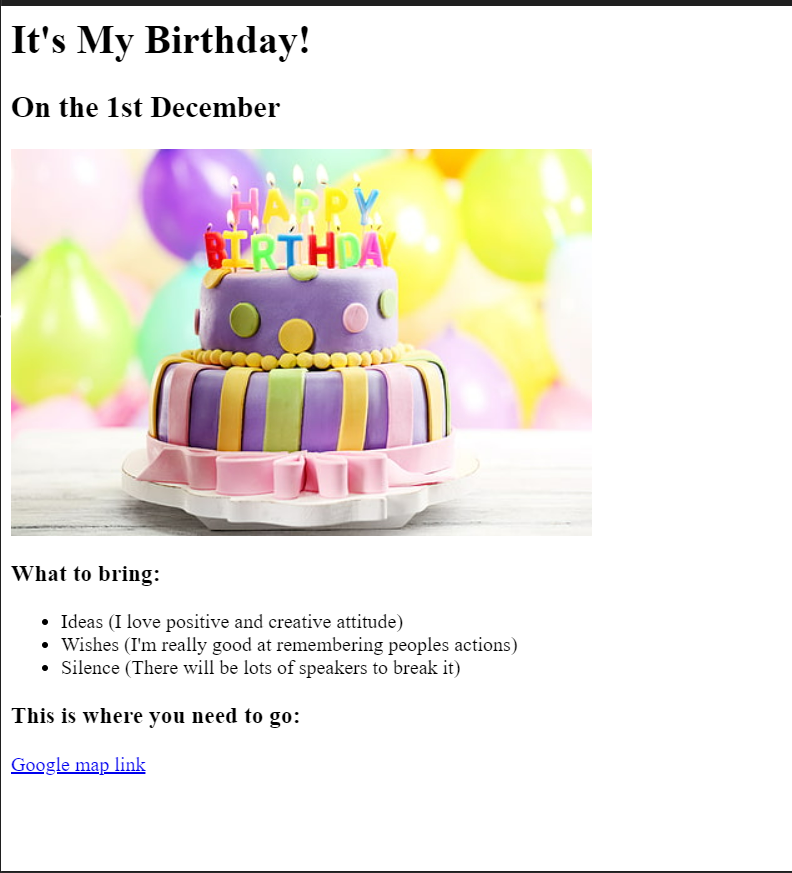 It's My Birthday!
On the 1st December
HAPPY
BIRTHDAY
What to bring:
Ideas (I love positive and creative attitude)
Wishes (I'm really good at remembering peoples actions)
Silence (There will be lots of speakers to break it)
This is where you need to go:
Google map link